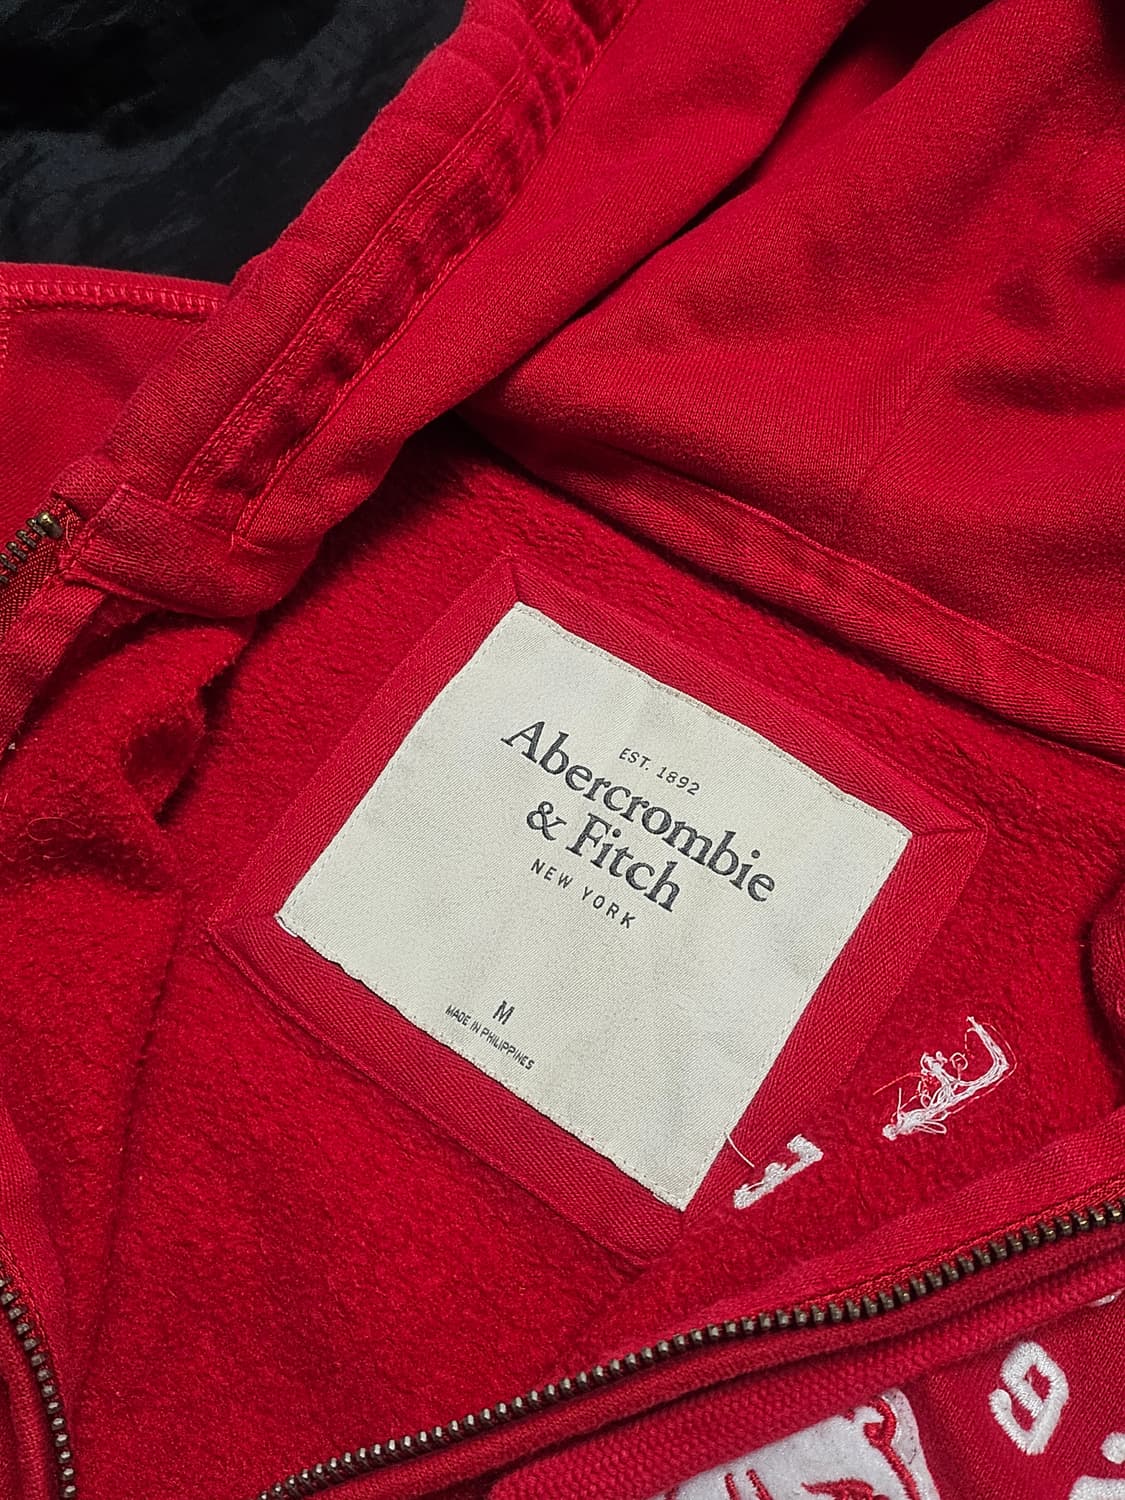 EST. 1892
Abercrombie
& Fitch
NEW YORK
M
MADE IN PHILIPPINES